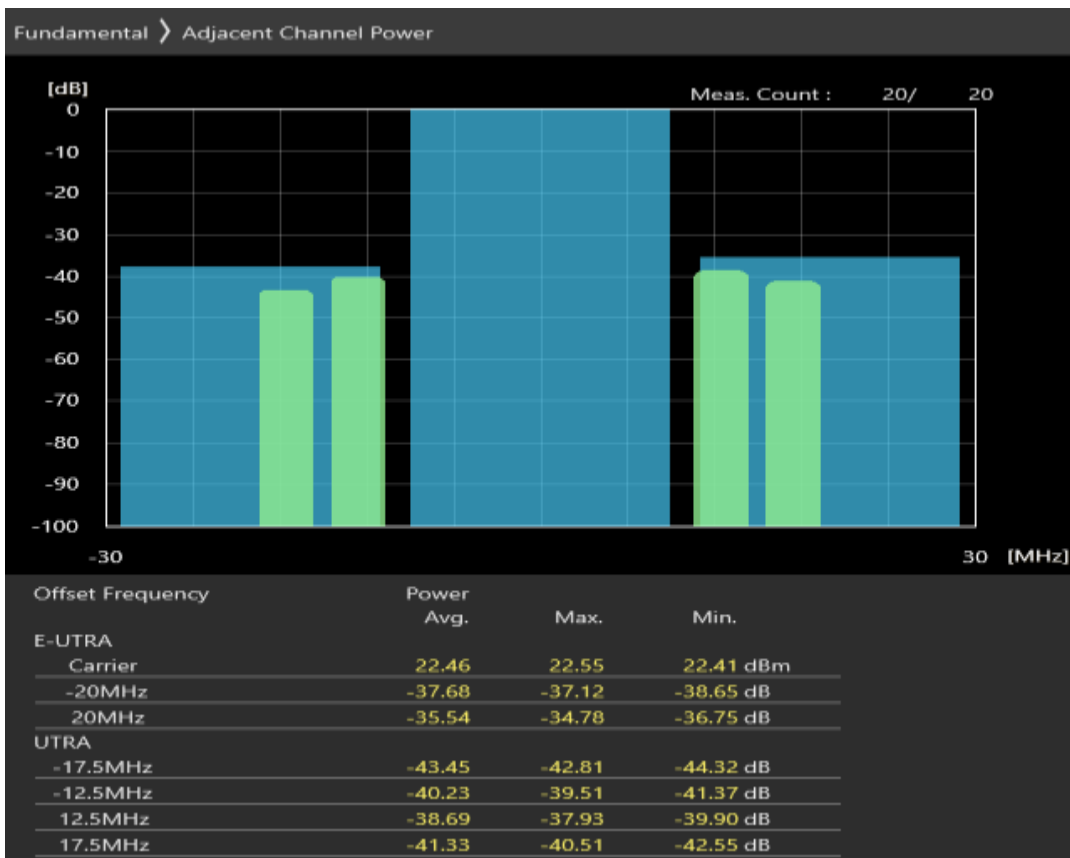 Fundamental 》 Adjacent Channel Power
[dB]
Meas. Count : 20/ 20
0
-10
-20
-30
-40
-50
-60
-70
-80
-90
-100
-30 30 [MHz]
Offset Frequency Power
Avg. Max. Min.
E-UTRA
Carrier 22.46 22.55 22.41 dBm
-20MHz -37.68 -37.12 -38.65 dB
20MHz -35.54 -34.78 -36.75 dB
UTRA
-17.5MHz -43.45 -42.81 -44.32 dB
-12.5MHz -40.23 -39.51 -41.37 dB
12.5MHz -38.69 -37.93 -39.90 dB
17.5MHz -41.33 -40.51 -42.55 dB